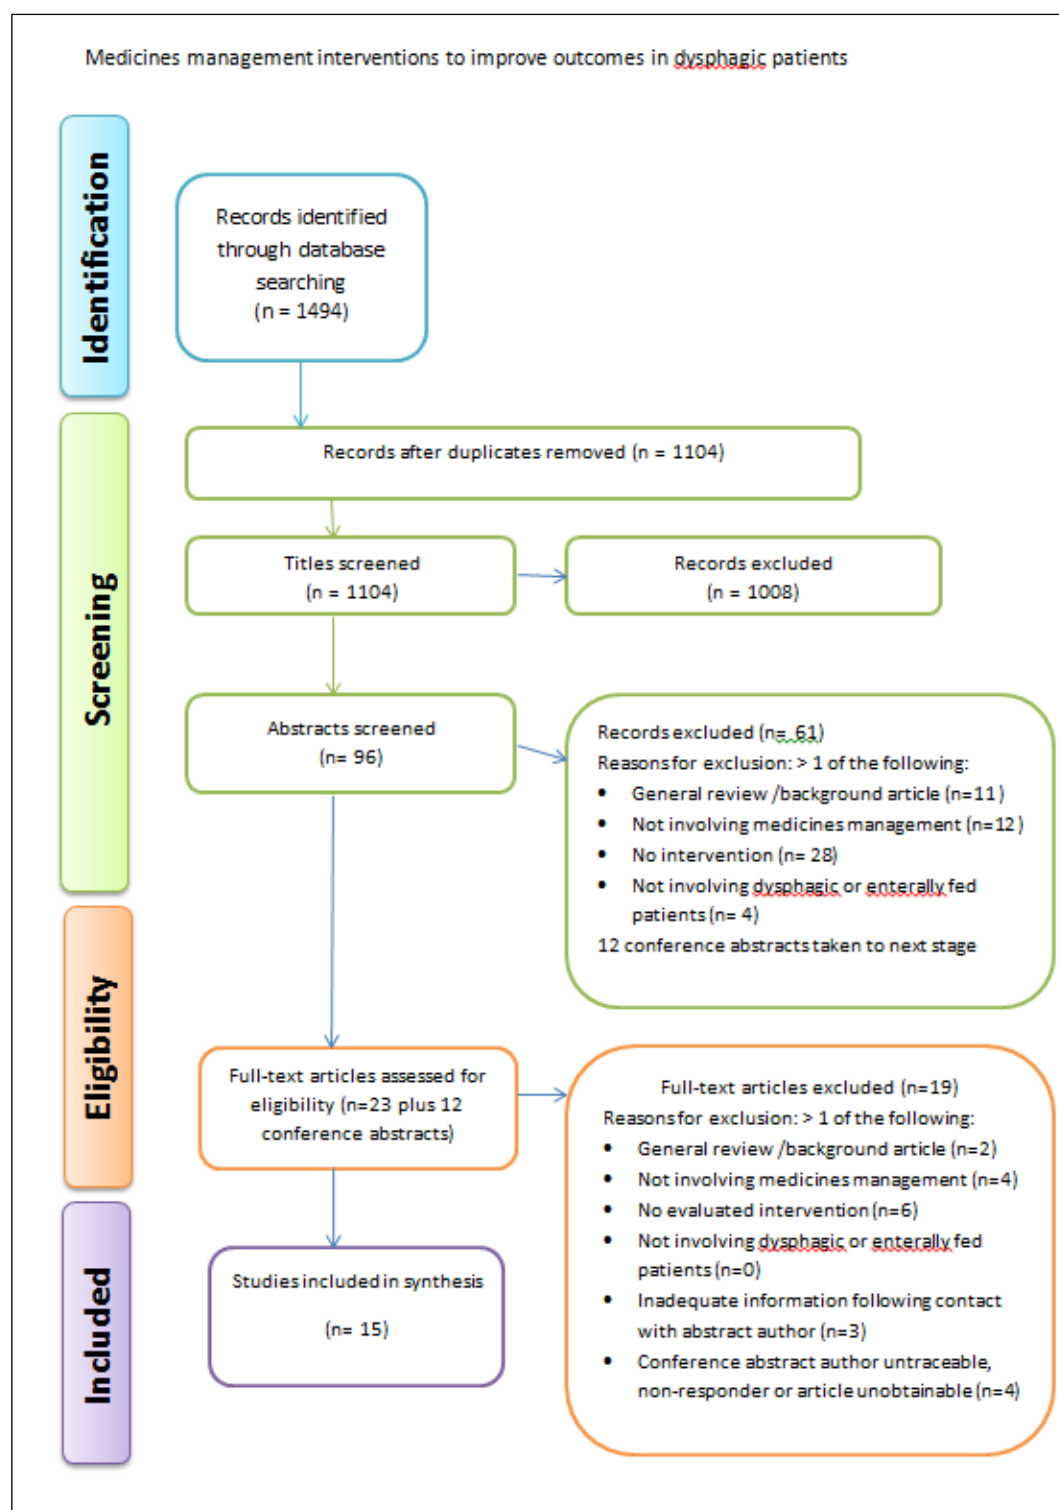 Medicines management interventions to improve outcomes in dysphagic patients
Identification
Records identified
through database
searching
(n = 1494)
Screening
Records after duplicates removed (n = 1104)
Titles screened
(n = 1104)
Records excluded
(n = 1008)
Abstracts screened
(n= 96)
Records excluded (n= 61)
Reasons for exclusion: > 1 of the following:
• General review /background article (n=11)
• Not involving medicines management (n=12 )
• No intervention (n= 28)
• Not involving dysphagic or enterally fed
patients (n= 4)
12 conference abstracts taken to next stage
Eligibility
Full-text articles assessed for
eligibility (n=23 plus 12
conference abstracts)
Full-text articles excluded (n=19)
Reasons for exclusion: > 1 of the following:
• General review /background article (n=2)
• Not involving medicines management (n=4)
• No evaluated intervention (n=6)
• Not involving dysphagic or enterally fed
patients (n=0)
• Inadequate information following contact
with abstract author (n=3)
• Conference abstract author untraceable,
non-responder or article unobtainable (n=4)
Included
Studies included in synthesis
(n= 15)